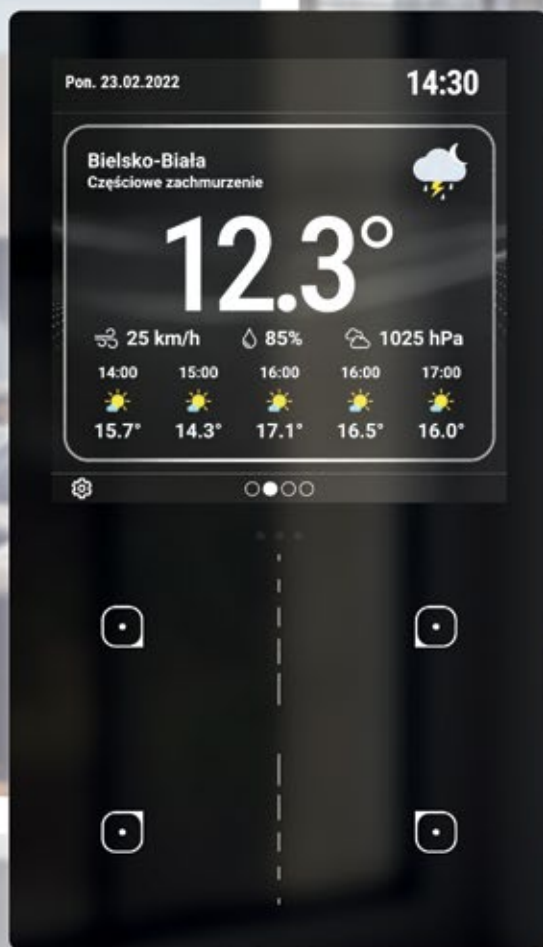 Pon. 23.02.2022 14:30
Bielsko-Biała
Częściowe zachmurzenie
12.3°
25 km/h 85% 1025 hPa
14:00 15:00 16:00 16:00 17:00
15.7° 14.3° 17.1° 16.5° 16.0°